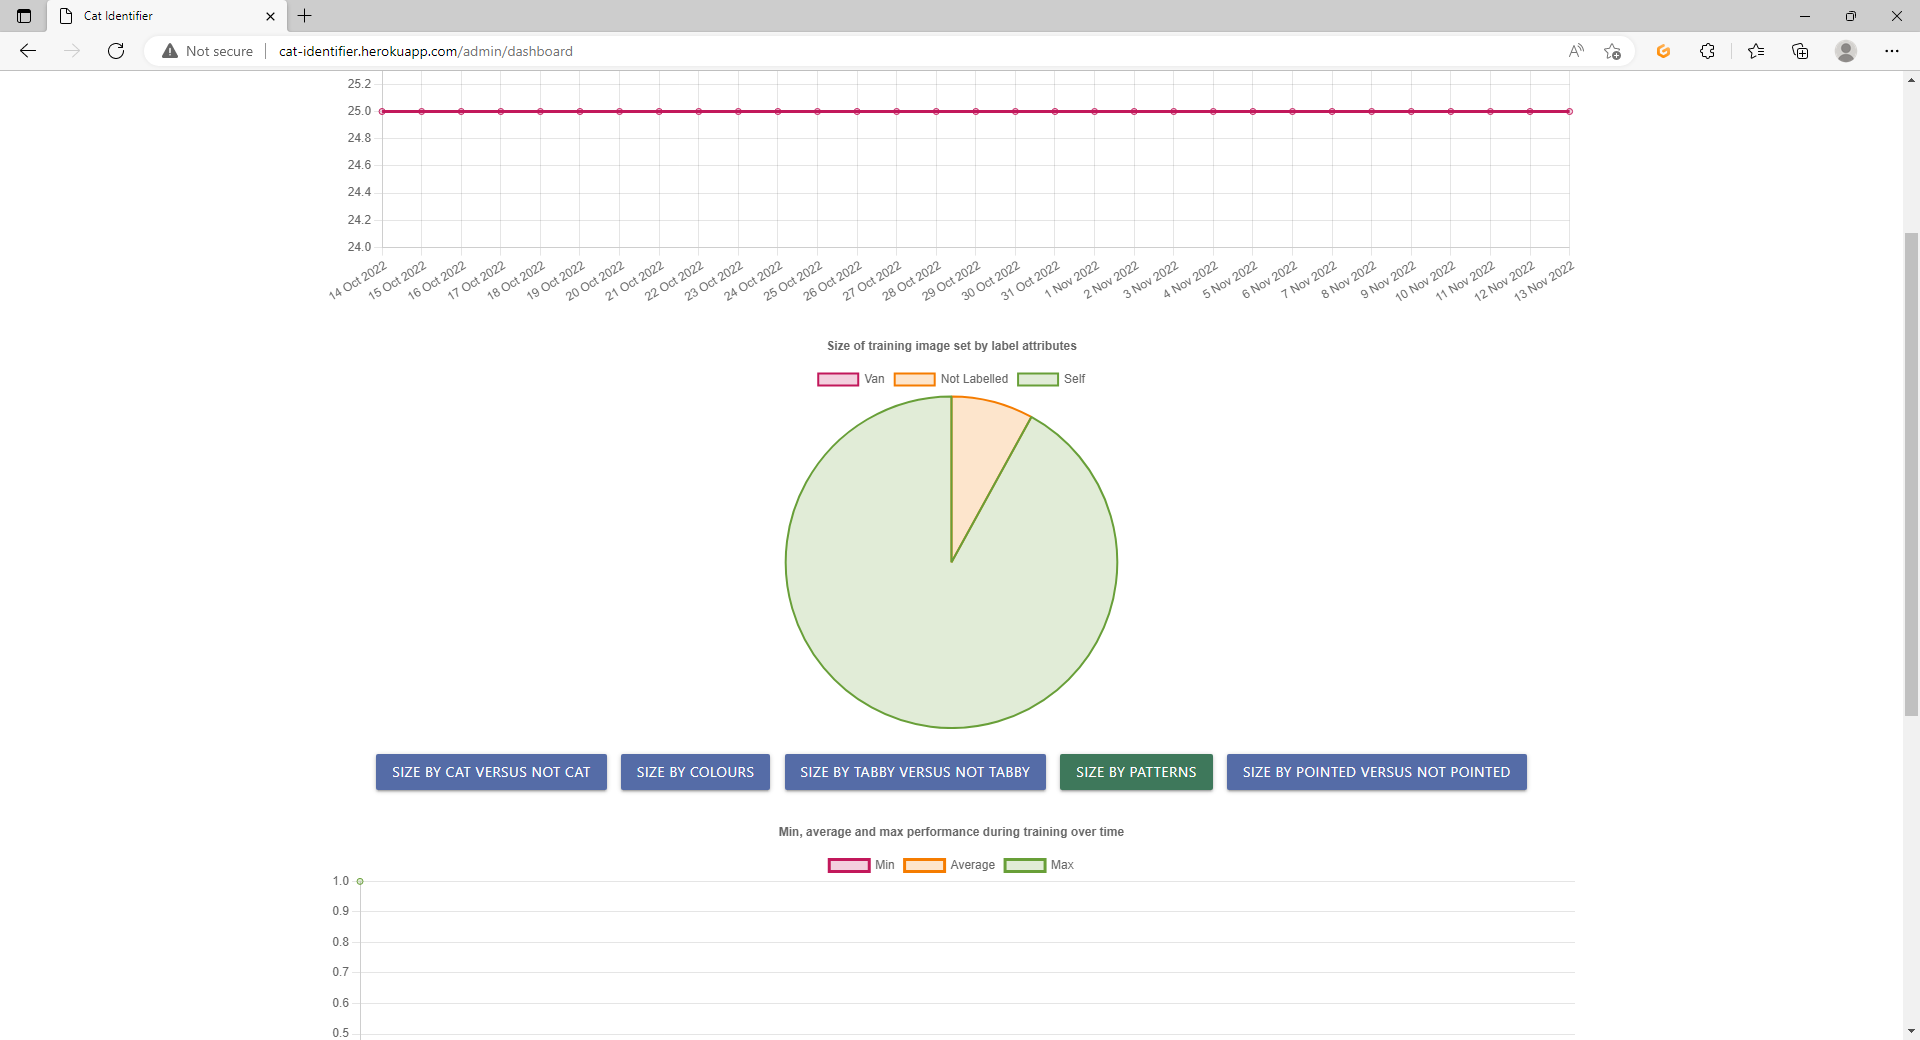 Cat Identifier
Not secure
cat-identifier.herokuapp.com/admin/dashboard
25.2
25.0
24.8
24.6
24.4
24.2
24.0
14 Oct 2022
15 Oct 2022
16 Oct 2022
17 Oct 2022
18 Oct 2022
19 Oct 2022
20 Oct 2022
21 Oct 2022
22 Oct 2022
23 Oct 2022
24 Oct 2022
25 Oct 2022
26 Oct 2022
27 Oct 2022
28 Oct 2022
29 Oct 2022
30 Oct 2022
31 Oct 2022
1 Nov 2022
2 Nov 2022
3 Nov 2022
4 Nov 2022
5 Nov 2022
6 Nov 2022
7 Nov 2022
8 Nov 2022
9 Nov 2022
10 Nov 2022
11 Nov 2022
12 Nov 2022
13 Nov 2022
Size of training image set by label attributes
Van Not Labelled Self
SIZE BY CAT VERSUS NOT CAT
SIZE BY COLOURS
SIZE BY TABBY VERSUS NOT TABBY
SIZE BY PATTERNS
SIZE BY POINTED VERSUS NOT POINTED
Min, average and max performance during training over time
Min Average Max
1.0
0.9
0.8
0.7
0.6
0.5